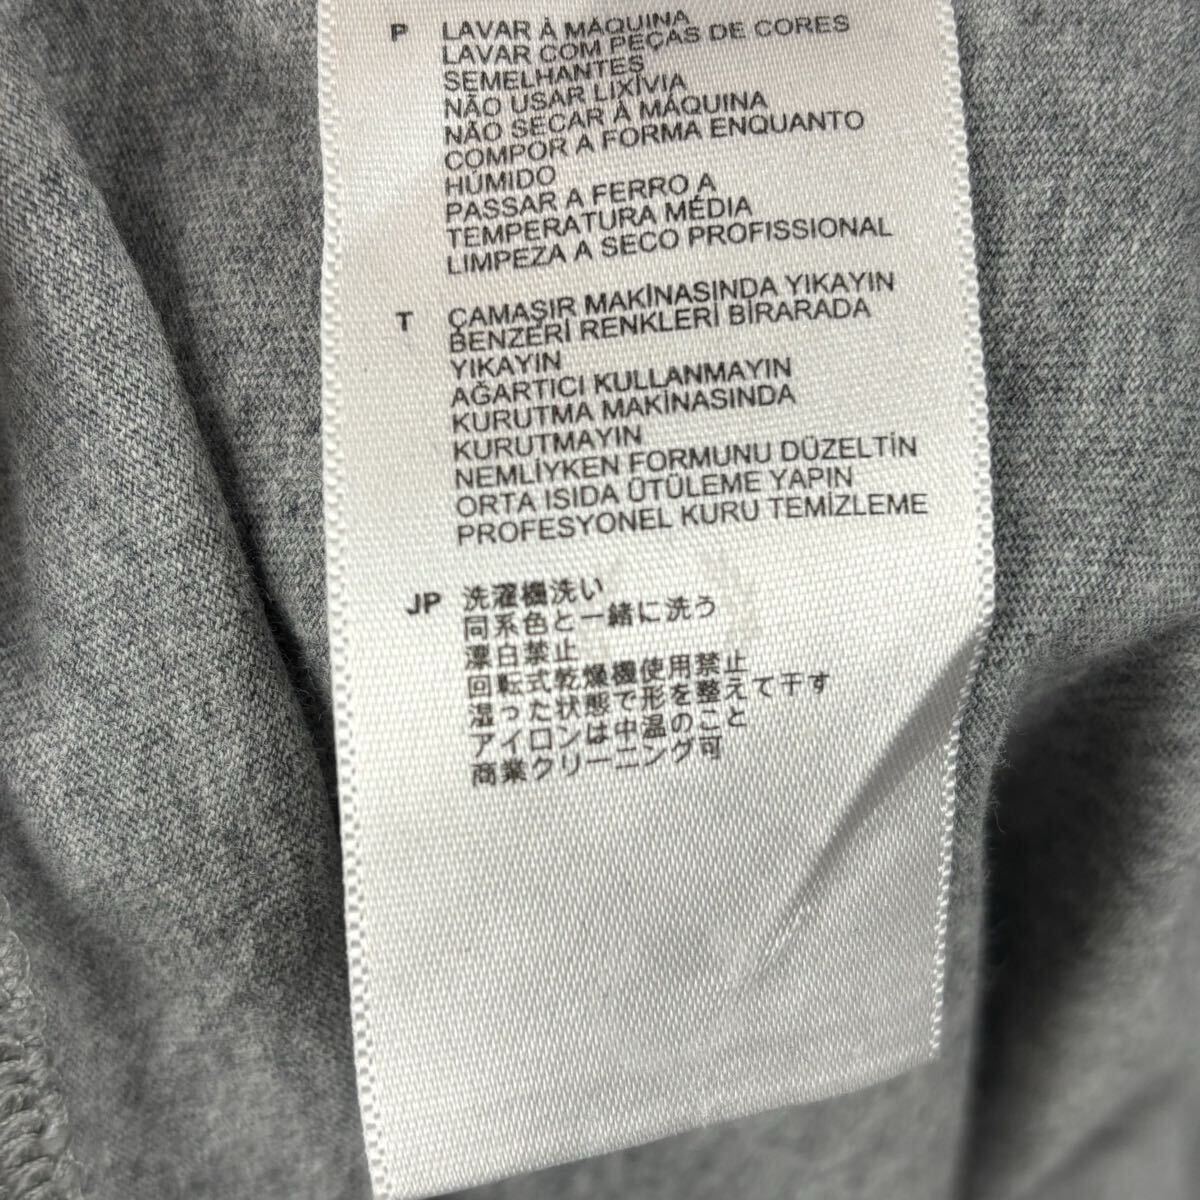 P LAVAR À MÁQUINA
LAVAR COM PEÇAS DE CORES
SEMELHANTES
NÃO USAR LIXÍVIA
NÃO SECAR À MÁQUINA
COMPOR A FORMA ENQUANTO
HÚMIDO
PASSAR A FERRO A
TEMPERATURA MÉDIA
LIMPEZA A SECO PROFISSIONAL
T ÇAMAŞIR MAKİNASINDA YIKAYIN
BENZERİ RENKLERİ BİRARADA
YIKAYIN
AĞARTICI KULLANMAYIN
KURUTMA MAKİNASINDA
KURUTMAYIN
NEMLİYKEN FORMUNU DÜZELTİN
ORTA ISIDA ÜTÜLEME YAPIN
PROFESYONEL KURU TEMİZLEME
JP 洗濯機洗い
同系色と一緒に洗う
漂白禁止
回転式乾燥機使用禁止
湿った状態で形を整えて干す
アイロンは中温のこと
商業クリーニング可